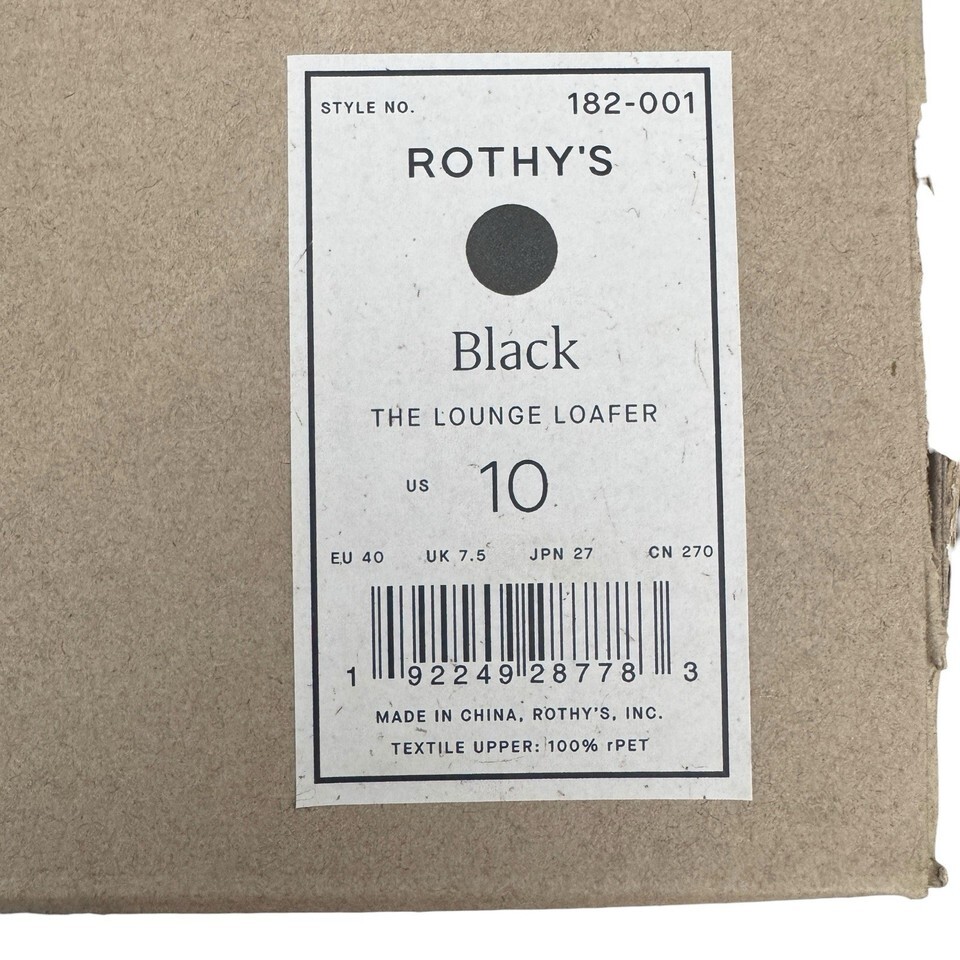 STYLE NO. 182-001
ROTHY'S
Black
THE LOUNGE LOAFER
US 10
EU 40 UK 7.5 JPN 27 CN 270
1 92249 28778 3
MADE IN CHINA, ROTHY'S, INC.
TEXTILE UPPER: 100% rPET